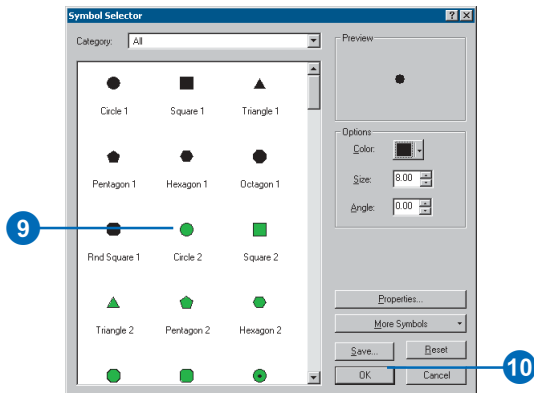 Symbol Selector
Category: All
Circle 1 Square 1 Triangle 1
Pentagon 1 Hexagon 1 Octagon 1
Rnd Square 1 Circle 2 Square 2
Triangle 2 Pentagon 2 Hexagon 2
Preview
Options
Color:
Size: 8.00
Angle: 0.00
Properties...
More Symbols
Save... Reset
OK Cancel
9
10